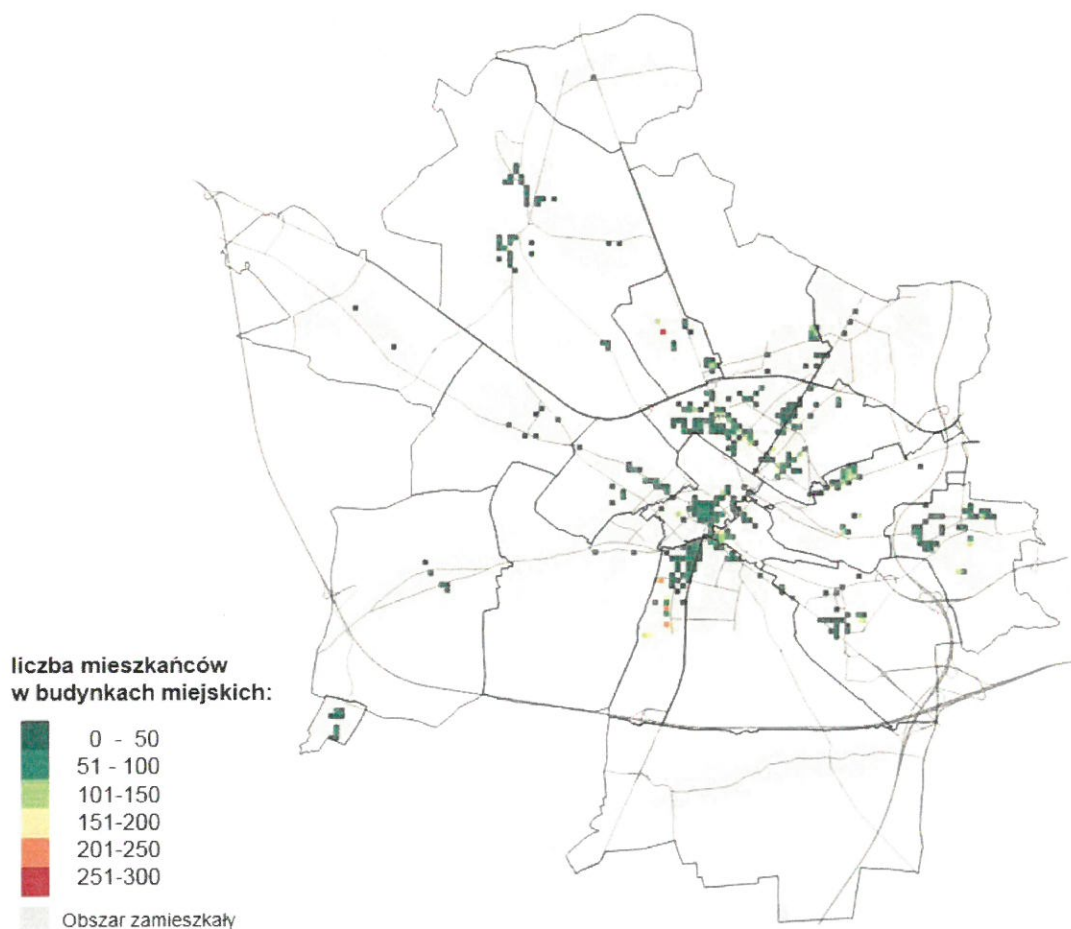 liczba mieszkańców
w budynkach miejskich:
0 - 50
51 - 100
101-150
151-200
201-250
251-300
Obszar zamieszkały